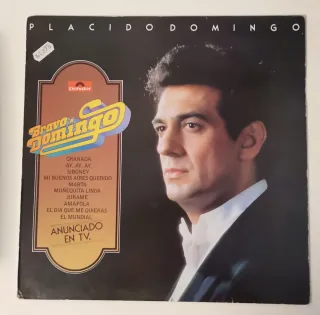 PLACIDO DOMINGO
Polydor
Bravo
Domingo
GRANADA
AY, AY, AY
SIBONEY
MI BUENOS AIRES QUERIDO
MARTA
MUÑEQUITA LINDA
JURAME
AMAPOLA
EL DIA QUE ME QUIERAS
EL MUNDIAL
ANUNCIADO
EN T.V.